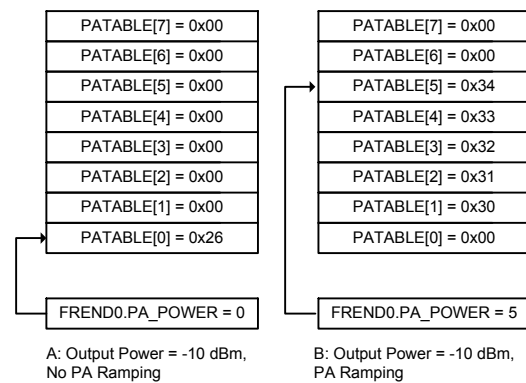 PATABLE[7] = 0x00
PATABLE[6] = 0x00
PATABLE[5] = 0x00
PATABLE[4] = 0x00
PATABLE[3] = 0x00
PATABLE[2] = 0x00
PATABLE[1] = 0x00
PATABLE[0] = 0x26
FREND0.PA_POWER = 0
A: Output Power = -10 dBm,
No PA Ramping
PATABLE[7] = 0x00
PATABLE[6] = 0x00
PATABLE[5] = 0x34
PATABLE[4] = 0x33
PATABLE[3] = 0x32
PATABLE[2] = 0x31
PATABLE[1] = 0x30
PATABLE[0] = 0x00
FREND0.PA_POWER = 5
B: Output Power = -10 dBm,
PA Ramping